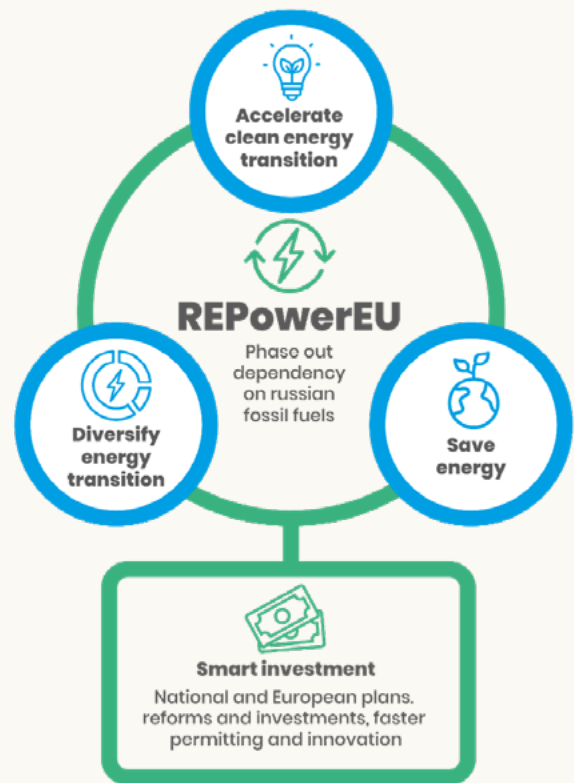 Accelerate
clean energy
transition
REPowerEU
Phase out
dependency
on russian
fossil fuels
Diversify
energy
transition
Save
energy
Smart investment
National and European plans.
reforms and investments, faster
permitting and innovation